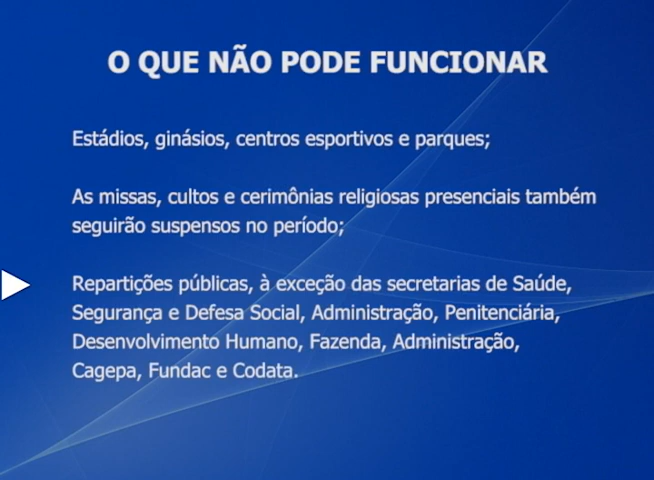 O QUE NÃO PODE FUNCIONAR
Estádios, ginásios, centros esportivos e parques;
As missas, cultos e cerimônias religiosas presenciais também
seguirão suspensos no período;
Repartições públicas, à exceção das secretarias de Saúde,
Segurança e Defesa Social, Administração, Penitenciária,
Desenvolvimento Humano, Fazenda, Administração,
Cagepa, Fundac e Codata.